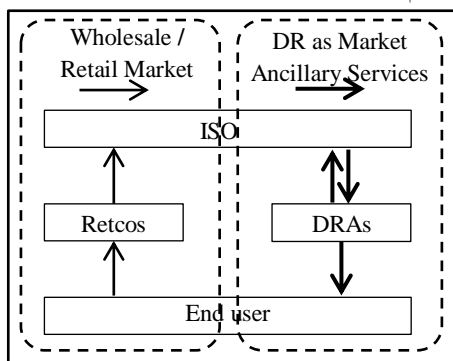 Wholesale /
Retail Market
DR as Market
Ancillary Services
ISO
Retcos
DRAs
End user